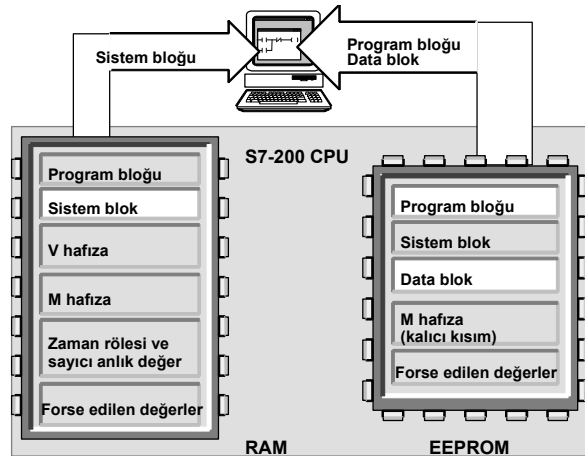 Sistem bloğu
Program bloğu
Data blok
S7-200 CPU
Program bloğu
Sistem blok
V hafıza
M hafıza
Zaman rölesi ve
sayıcı anlık değer
Forse edilen değerler
RAM
Program bloğu
Sistem blok
Data blok
M hafıza
(kalıcı kısım)
Forse edilen değerler
EEPROM